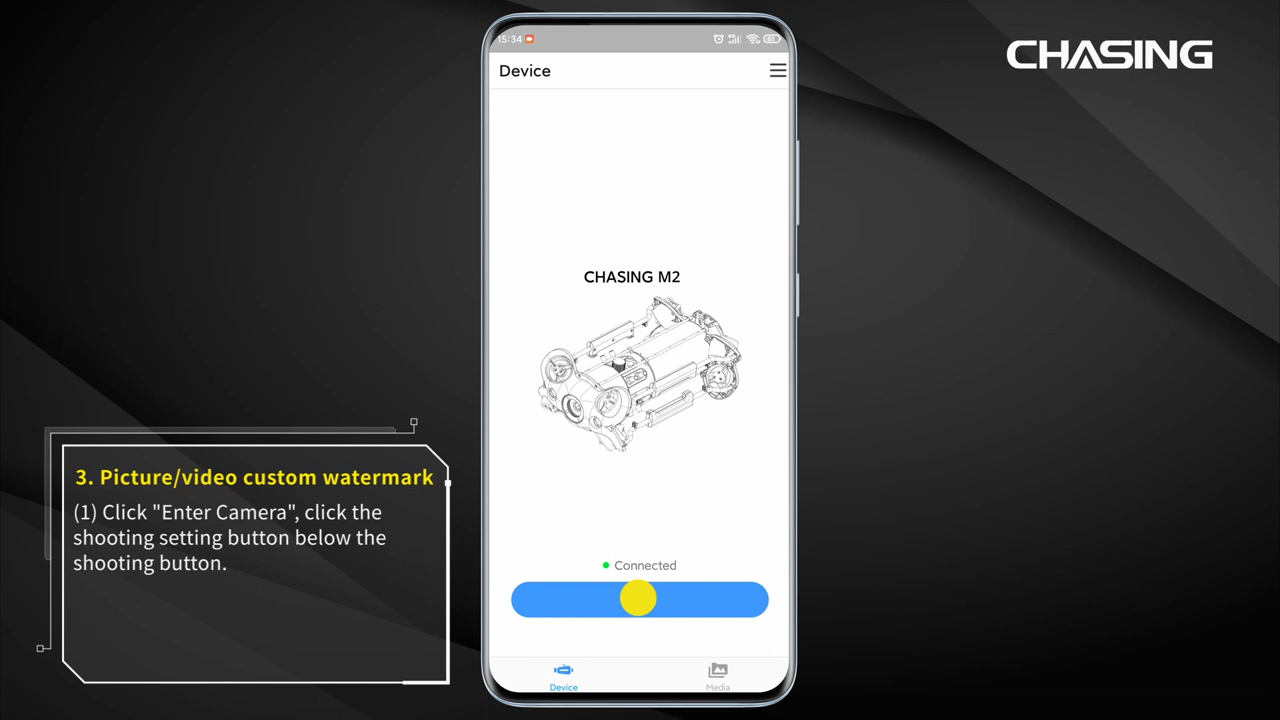 CHASING
15:34
Device
CHASING M2
Connected
Device
Media
3. Picture/video custom watermark
(1) Click "Enter Camera", click the
shooting setting button below the
shooting button.